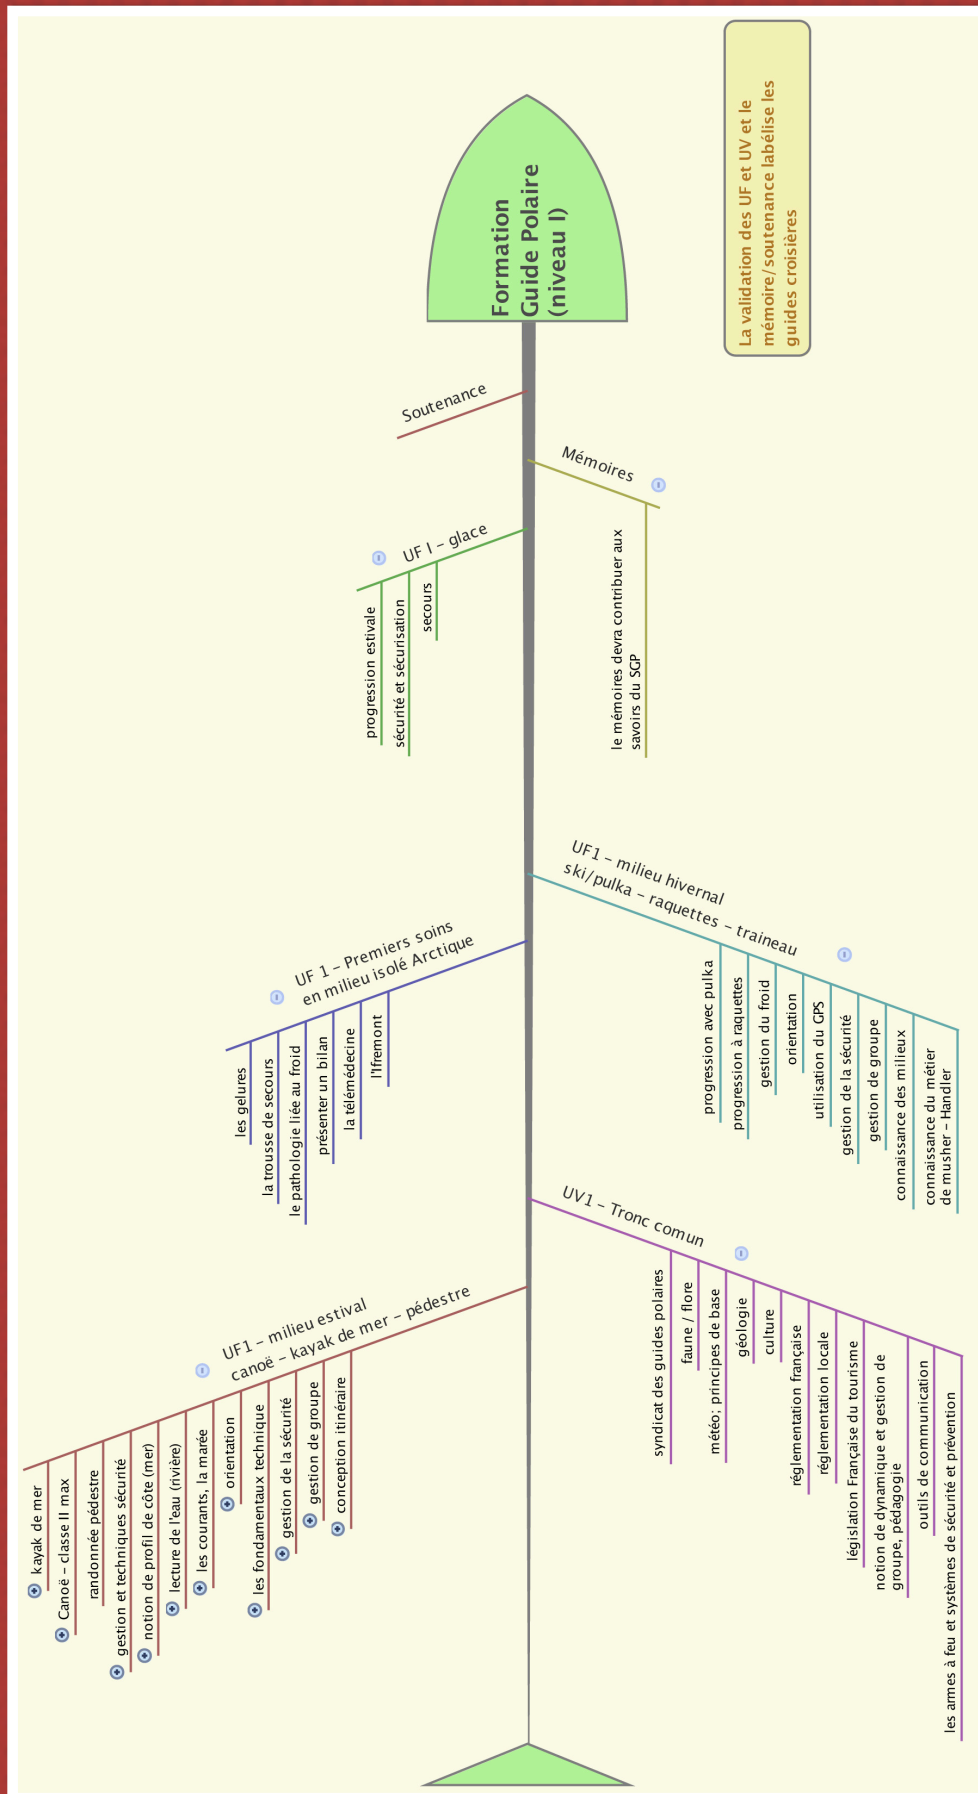 La validation des UF et UV et le
mémoire/soutenance labélise les
guides croisières
Formation
Guide Polaire
(niveau I)
Soutenance
Mémoires
le mémoires devra contribuer aux
savoirs du SGP
UF I – glace
progression estivale
sécurité et sécurisation
secours
UF1 – milieu hivernal
ski/pulka – raquettes – traineau
progression avec pulka
progression à raquettes
gestion du froid
orientation
utilisation du GPS
gestion de la sécurité
gestion de groupe
connaissance des milieux
connaissance du métier
de musher – Handler
UF 1 – Premiers soins
en milieu isolé Arctique
les gelures
la trousse de secours
le pathologie liée au froid
présenter un bilan
la télémédecine
l'Ifremont
UV1 – Tronc comun
syndicat des guides polaires
faune / flore
météo; principes de base
géologie
culture
réglementation française
réglementation locale
législation Française du tourisme
notion de dynamique et gestion de
groupe, pédagogie
outils de communication
les armes à feu et systèmes de sécurité et prévention
UF1 – milieu estival
canoë – kayak de mer – pédestre
kayak de mer
Canoë – classe II max
randonnée pédestre
gestion et techniques sécurité
notion de profil de côte (mer)
lecture de l'eau (rivière)
les courants, la marée
orientation
les fondamentaux technique
gestion de la sécurité
gestion de groupe
conception itinéraire